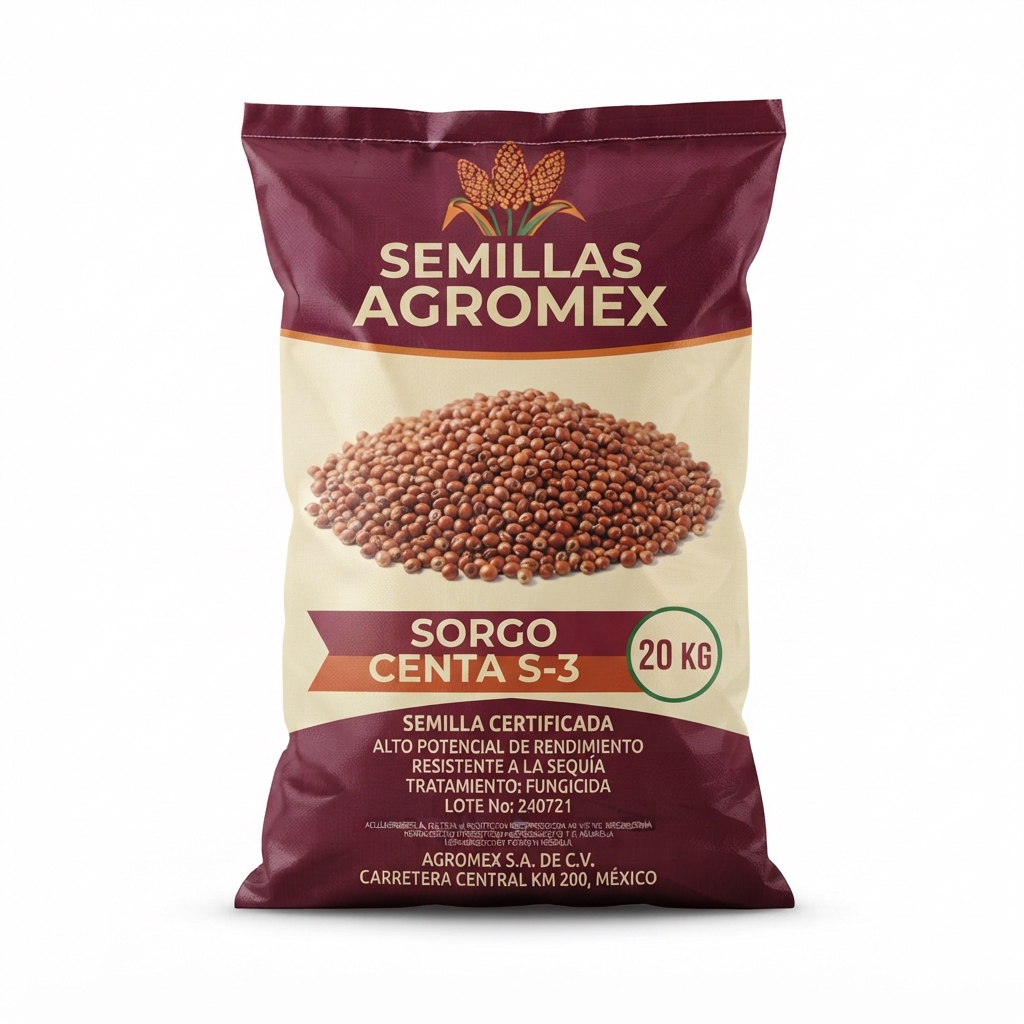 SEMILLAS
AGROMEX
SORGO
CENTA S-3
20 KG
SEMILLA CERTIFICADA
ALTO POTENCIAL DE RENDIMIENTO
RESISTENTE A LA SEQUÍA
TRATAMIENTO: FUNGICIDA
LOTE No: 240721
AGROMEX S.A. DE C.V.
CARRETERA CENTRAL KM 200, MÉXICO